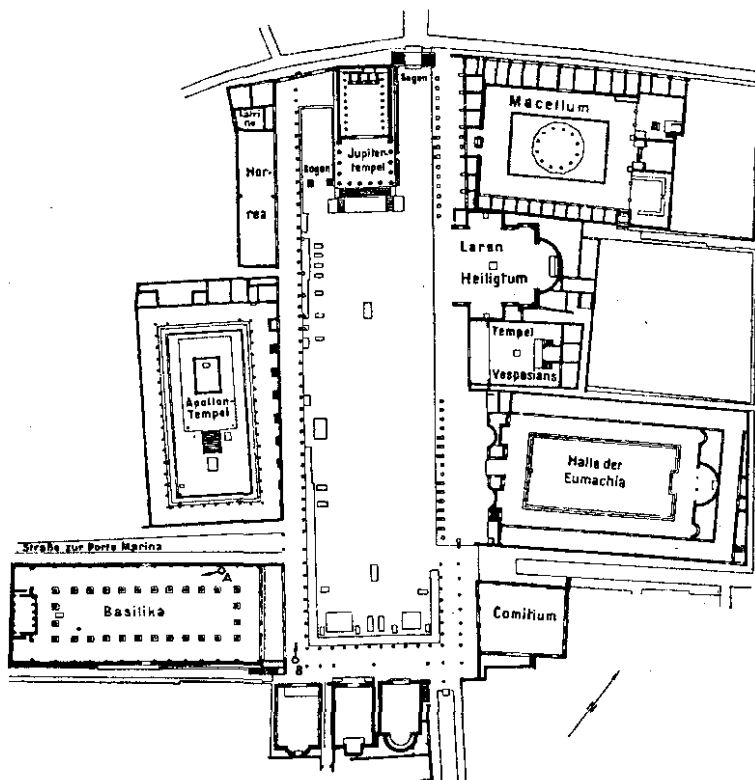 Bogen
Macellum
Latri
ne
Jupiter-
tempel
Bogen
Hor-
rea
Laren
Heiligtum
Tempel
Vespasians
Apollon-
Tempel
Halle der
Eumachia
Straße zur Porta Marina
A
Basilika
Comitium
B
N